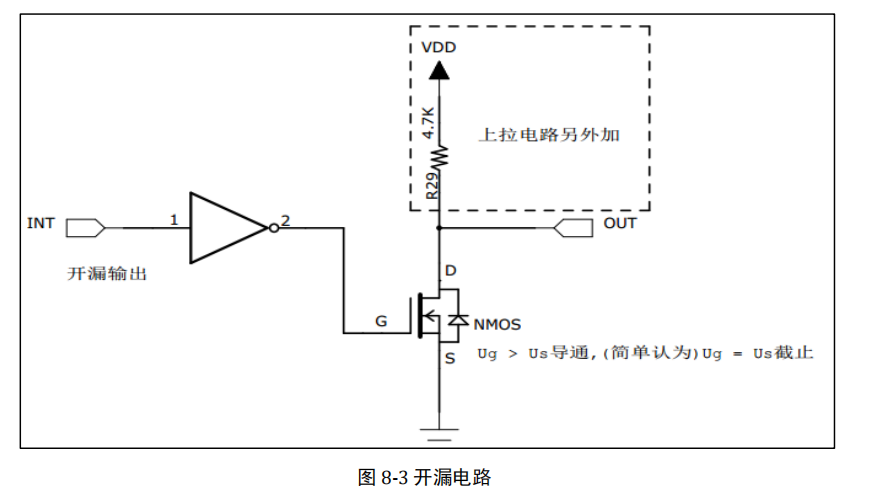 VDD
4.7K
上拉电路另外加
R29
INT
1
2
OUT
开漏输出
D
G
NMOS
S
Ug > Us导通,(简单认为)Ug = Us截止
图 8-3 开漏电路